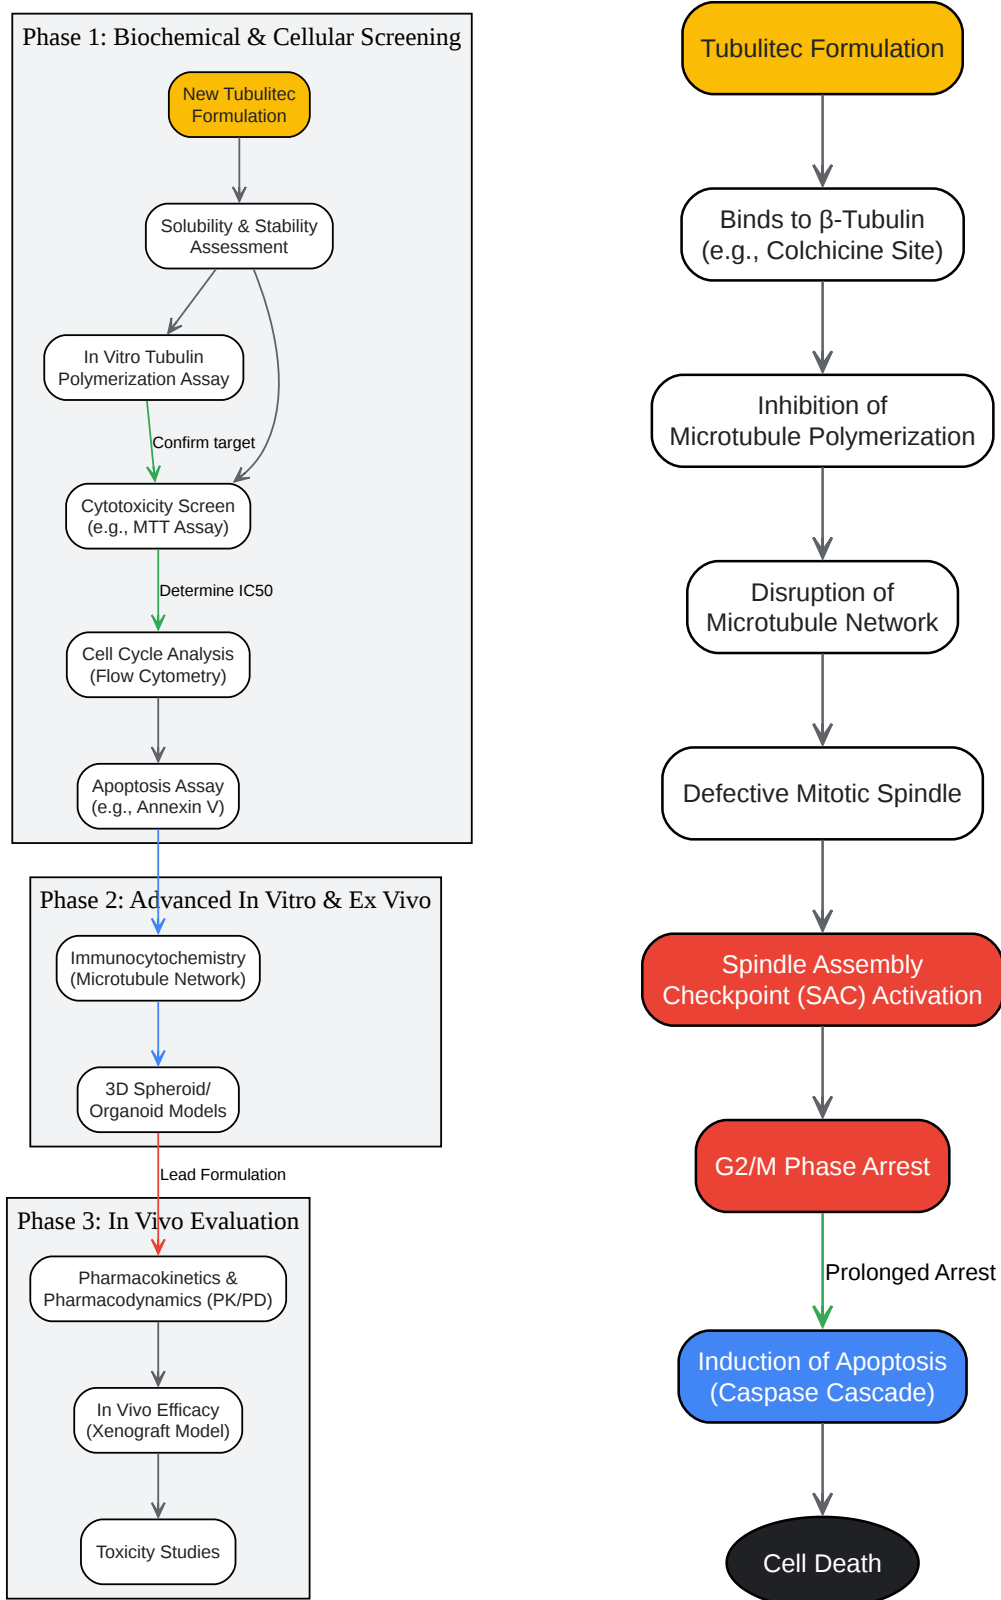 Phase 1: Biochemical & Cellular Screening
New Tubulitec
Formulation
Solubility & Stability
Assessment
In Vitro Tubulin
Polymerization Assay
Confirm target
Cytotoxicity Screen
(e.g., MTT Assay)
Determine IC50
Cell Cycle Analysis
(Flow Cytometry)
Apoptosis Assay
(e.g., Annexin V)
Phase 2: Advanced In Vitro & Ex Vivo
Immunocytochemistry
(Microtubule Network)
3D Spheroid/
Organoid Models
Lead Formulation
Phase 3: In Vivo Evaluation
Pharmacokinetics &
Pharmacodynamics (PK/PD)
In Vivo Efficacy
(Xenograft Model)
Toxicity Studies
Tubulitec Formulation
Binds to β-Tubulin
(e.g., Colchicine Site)
Inhibition of
Microtubule Polymerization
Disruption of
Microtubule Network
Defective Mitotic Spindle
Spindle Assembly
Checkpoint (SAC) Activation
G2/M Phase Arrest
Prolonged Arrest
Induction of Apoptosis
(Caspase Cascade)
Cell Death